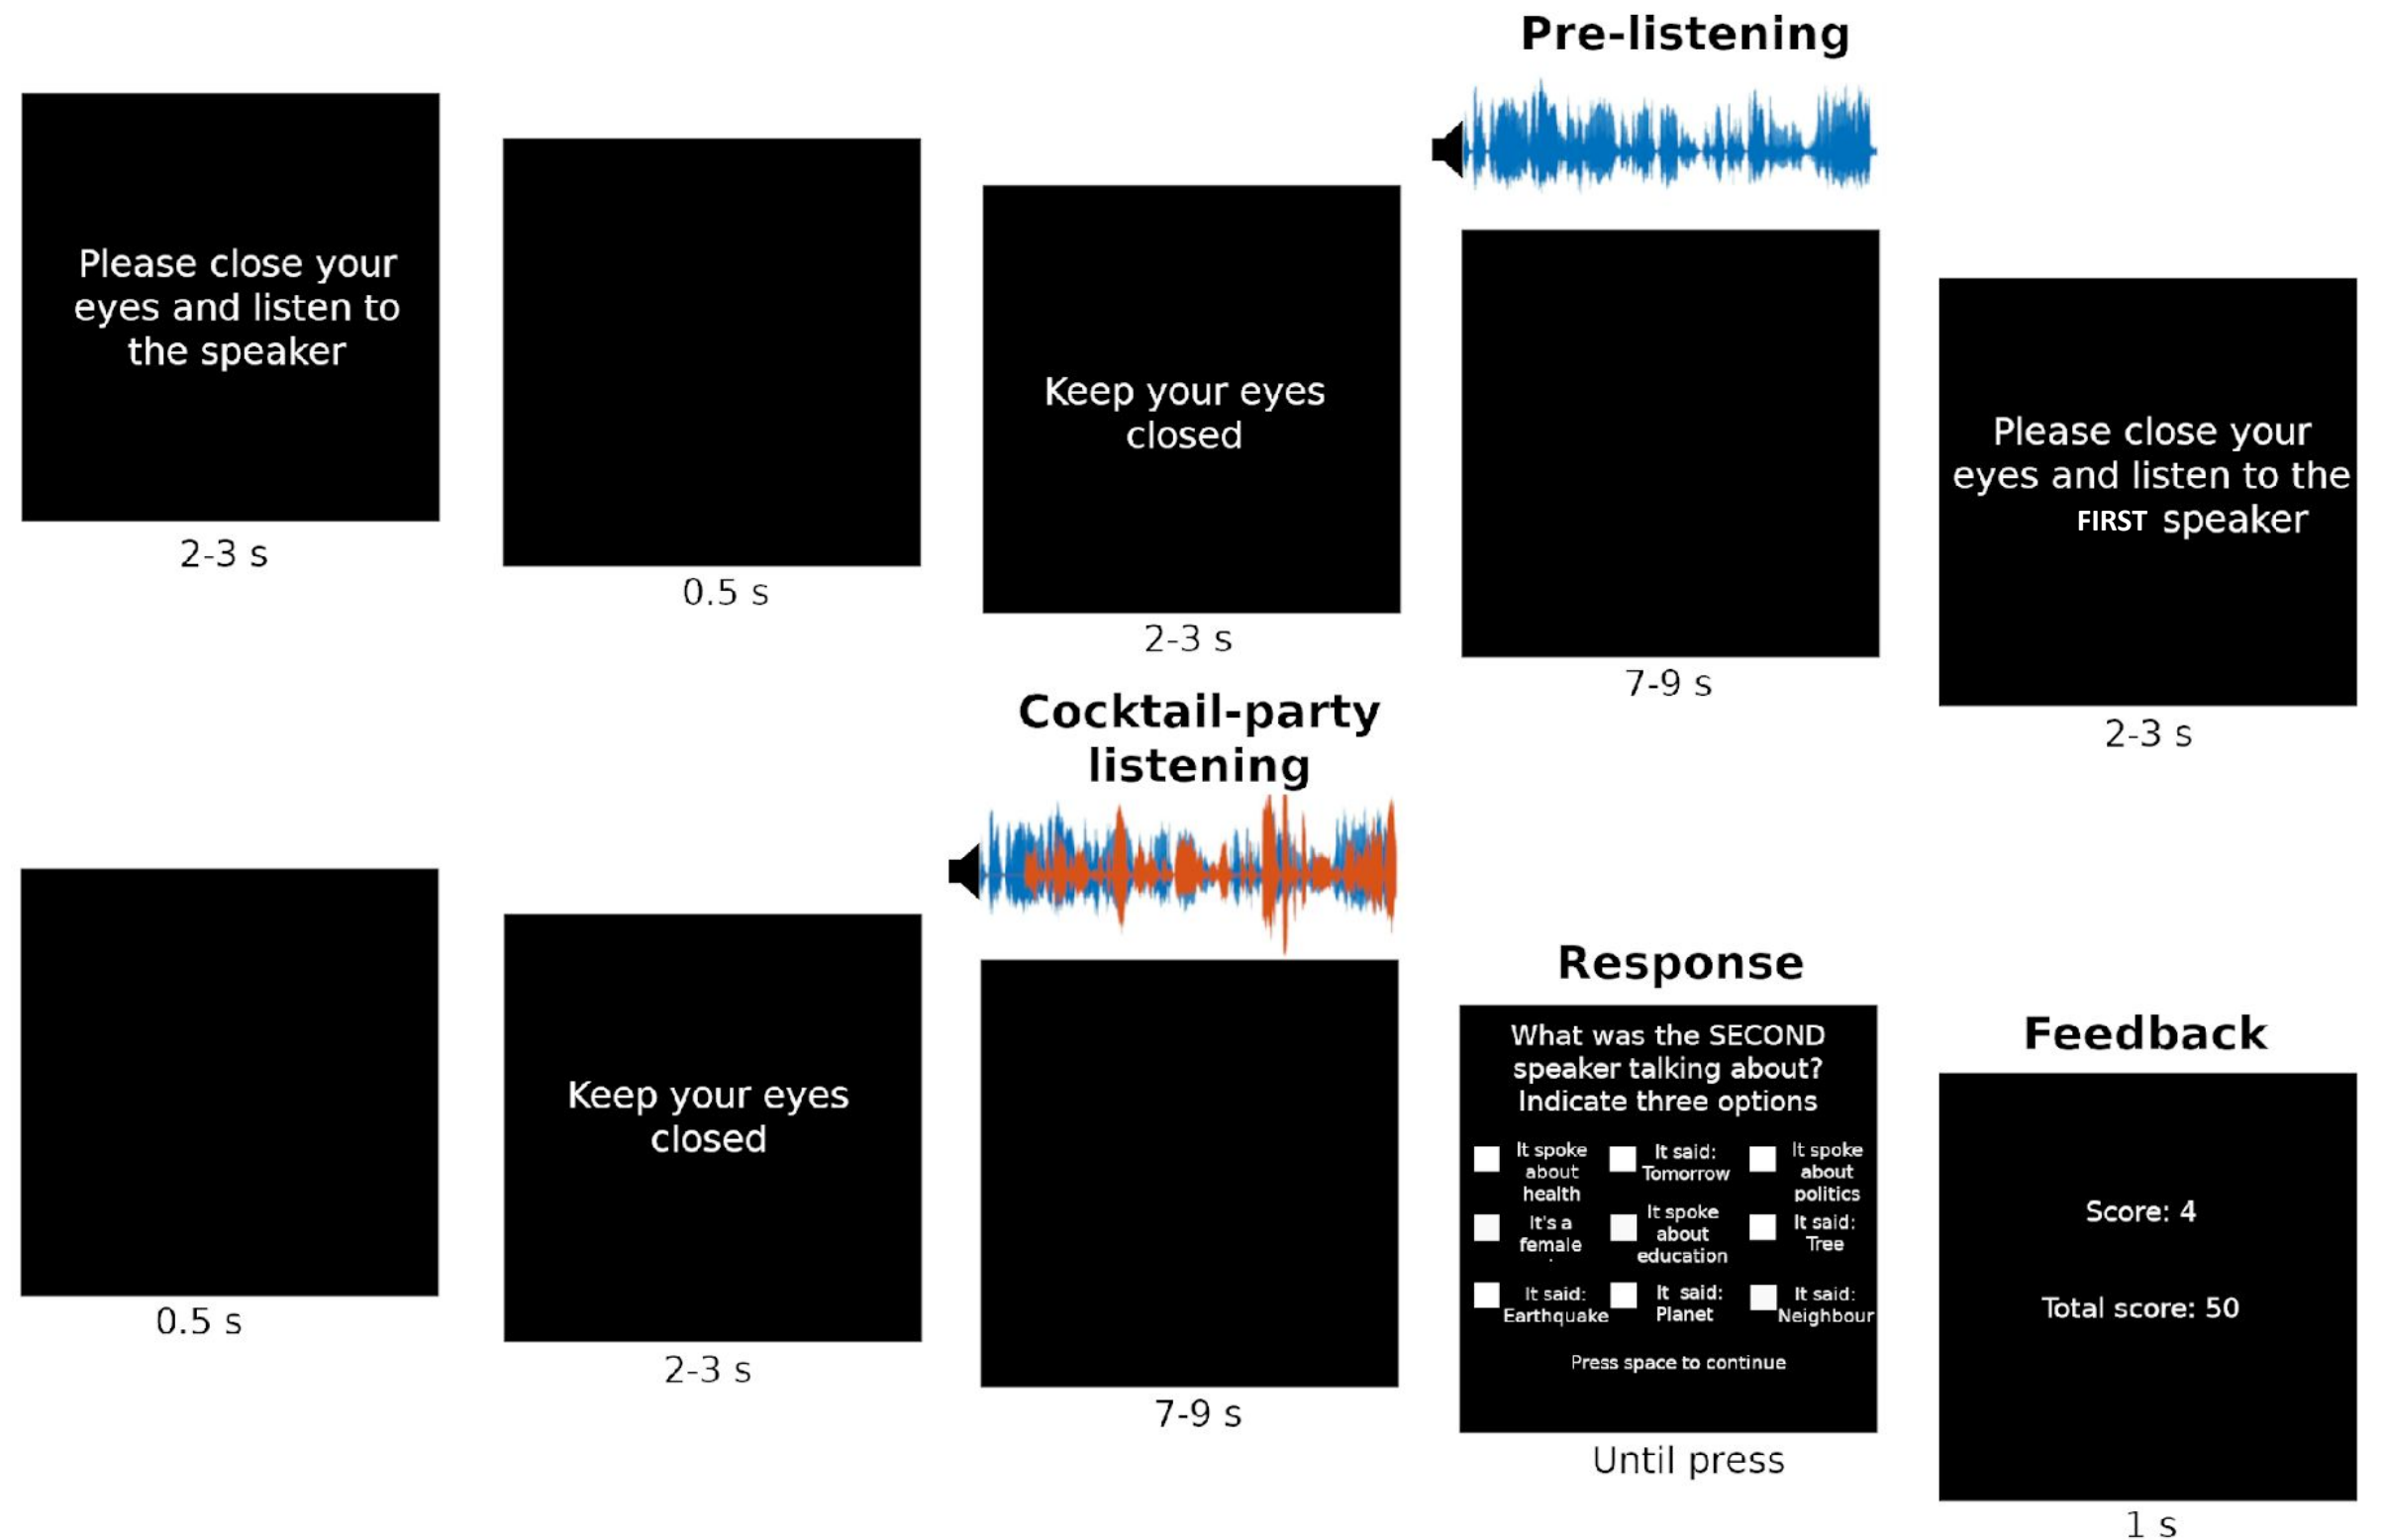 Pre-listening
Please close your
eyes and listen to
the speaker
2-3 s
0.5 s
Keep your eyes
closed
2-3 s
7-9 s
Please close your
eyes and listen to the
FIRST speaker
2-3 s
0.5 s
Keep your eyes
closed
2-3 s
Cocktail-party
listening
7-9 s
Response
What was the SECOND
speaker talking about?
Indicate three options
It spoke
about
health
It said:
Tomorrow
It spoke
about
politics
It's a
female
It spoke
about
education
It said:
Tree
It said:
Earthquake
It said:
Planet
It said:
Neighbour
Press space to continue
Until press
Feedback
Score: 4
Total score: 50
1 s